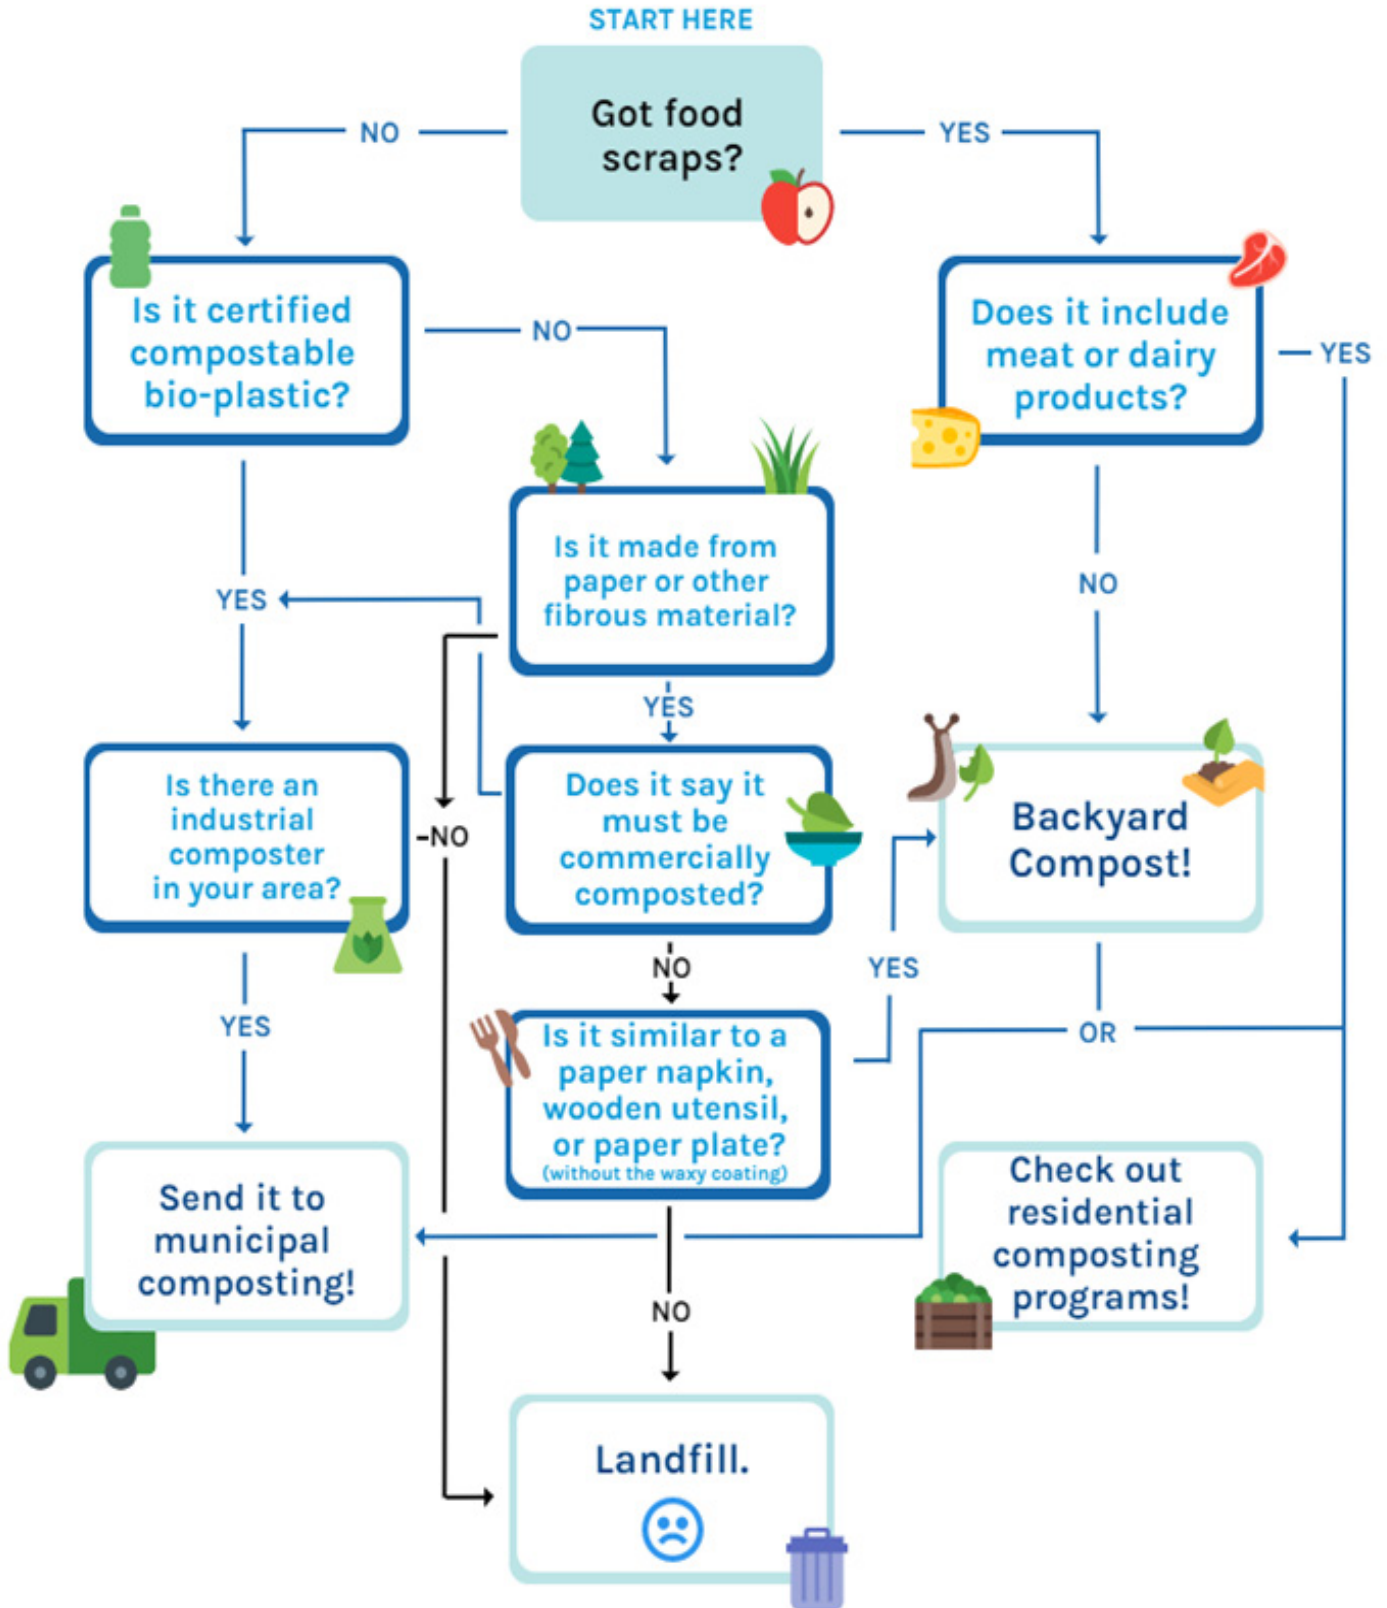 START HERE
Got food
scraps?
NO
YES
Is it certified
compostable
bio-plastic?
NO
Does it include
meat or dairy
products?
YES
Is it made from
paper or other
fibrous material?
NO
YES
YES
Is there an
industrial
composter
in your area?
-NO
Does it say it
must be
commercially
composted?
Backyard
Compost!
NO
YES
YES
OR
Is it similar to a
paper napkin,
wooden utensil,
or paper plate?
(without the waxy coating)
Send it to
municipal
composting!
Check out
residential
composting
programs!
NO
Landfill.